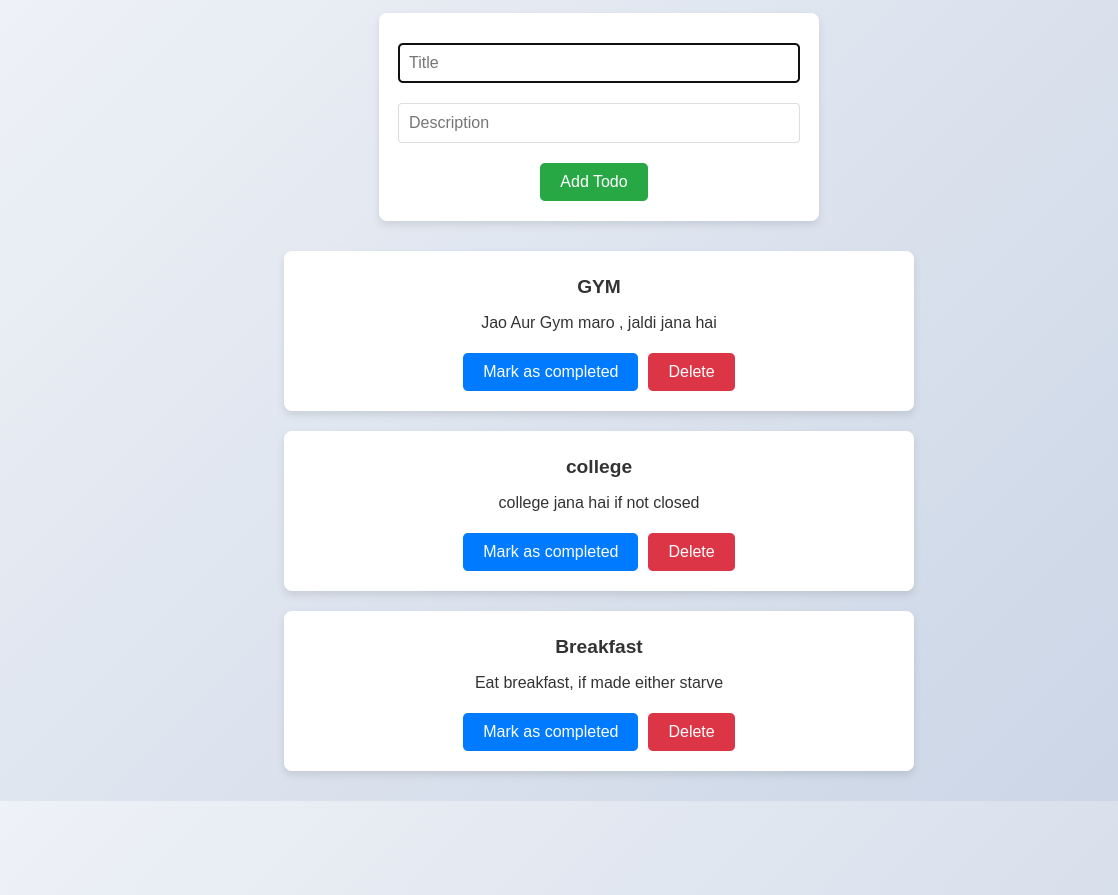 Title
Description
Add Todo
GYM
Jao Aur Gym maro , jaldi jana hai
Mark as completed Delete
college
college jana hai if not closed
Mark as completed Delete
Breakfast
Eat breakfast, if made either starve
Mark as completed Delete